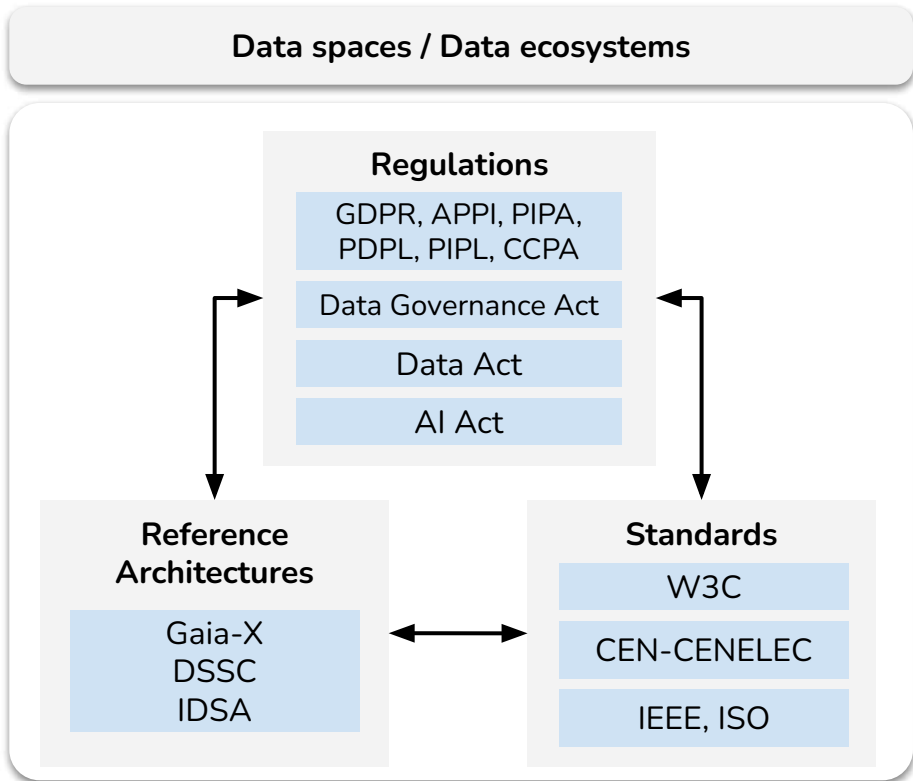 Data spaces / Data ecosystems
Regulations
GDPR, APPI, PIPA,
PDPL, PIPL, CCPA
Data Governance Act
Data Act
AI Act
Reference
Architectures
Gaia-X
DSSC
IDSA
Standards
W3C
CEN-CENELEC
IEEE, ISO